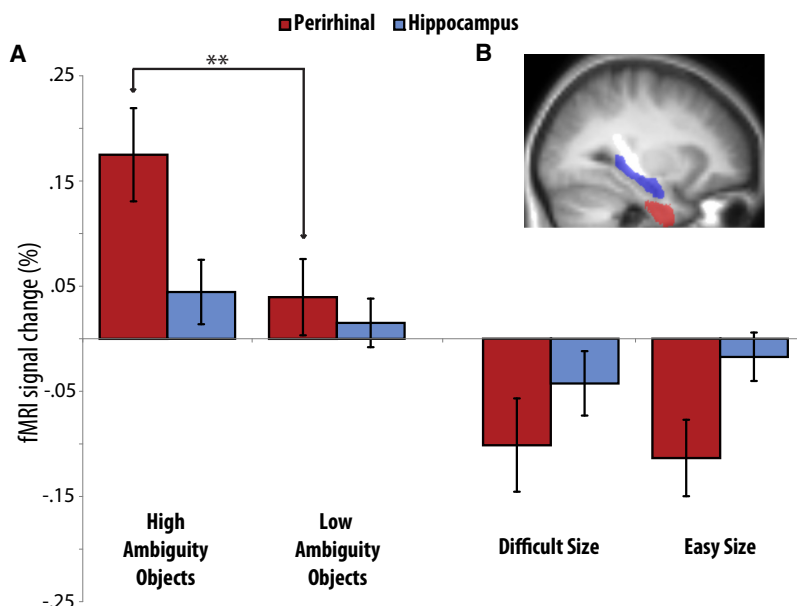 Perirhinal Hippocampus
A
B
**
.25
.15
.05
-.05
-.15
-.25
fMRI signal change (%)
High
Ambiguity
Objects
Low
Ambiguity
Objects
Difficult Size
Easy Size